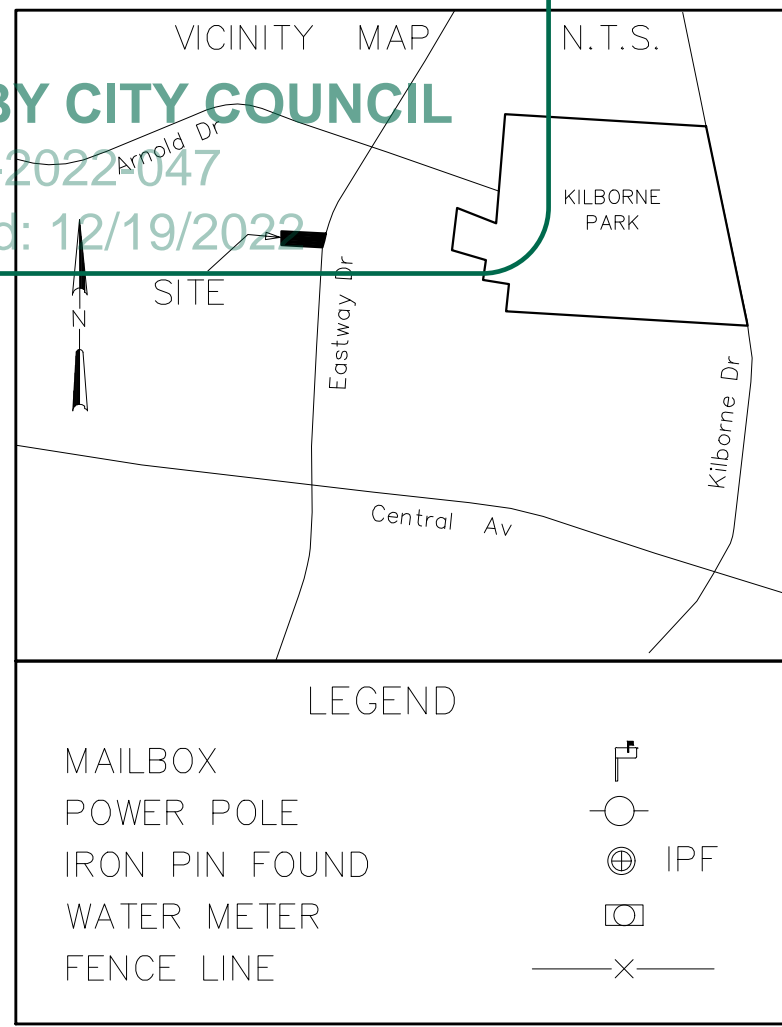 VICINITY MAP N.T.S.
BY CITY COUNCIL
-2022-047
d: 12/19/2022
Arnold Dr
KILBORNE
PARK
SITE
N
Eastway Dr
Kilborne Dr
Central Av
LEGEND
MAILBOX
POWER POLE
IRON PIN FOUND IPF
WATER METER
FENCE LINE